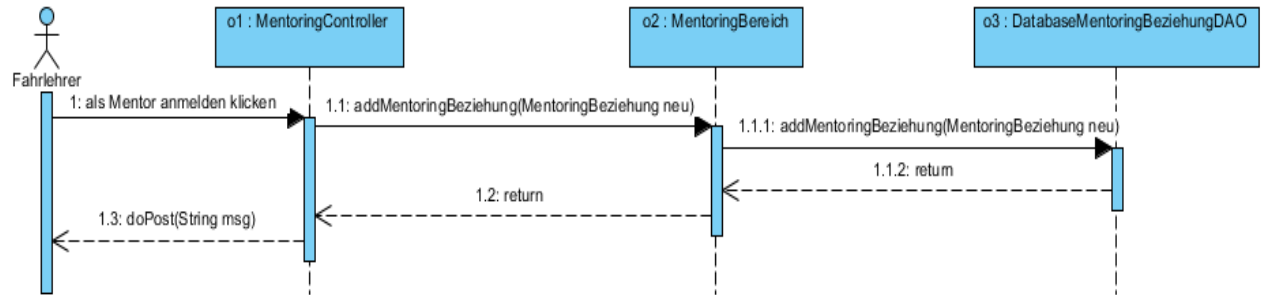 o1 : MentoringController
o2 : MentoringBereich
o3 : DatabaseMentoringBeziehungDAO
Fahrlehrer
1: als Mentor anmelden klicken
1.1: addMentoringBeziehung(MentoringBeziehung neu)
1.1.1: addMentoringBeziehung(MentoringBeziehung neu)
1.1.2: return
1.2: return
1.3: doPost(String msg)